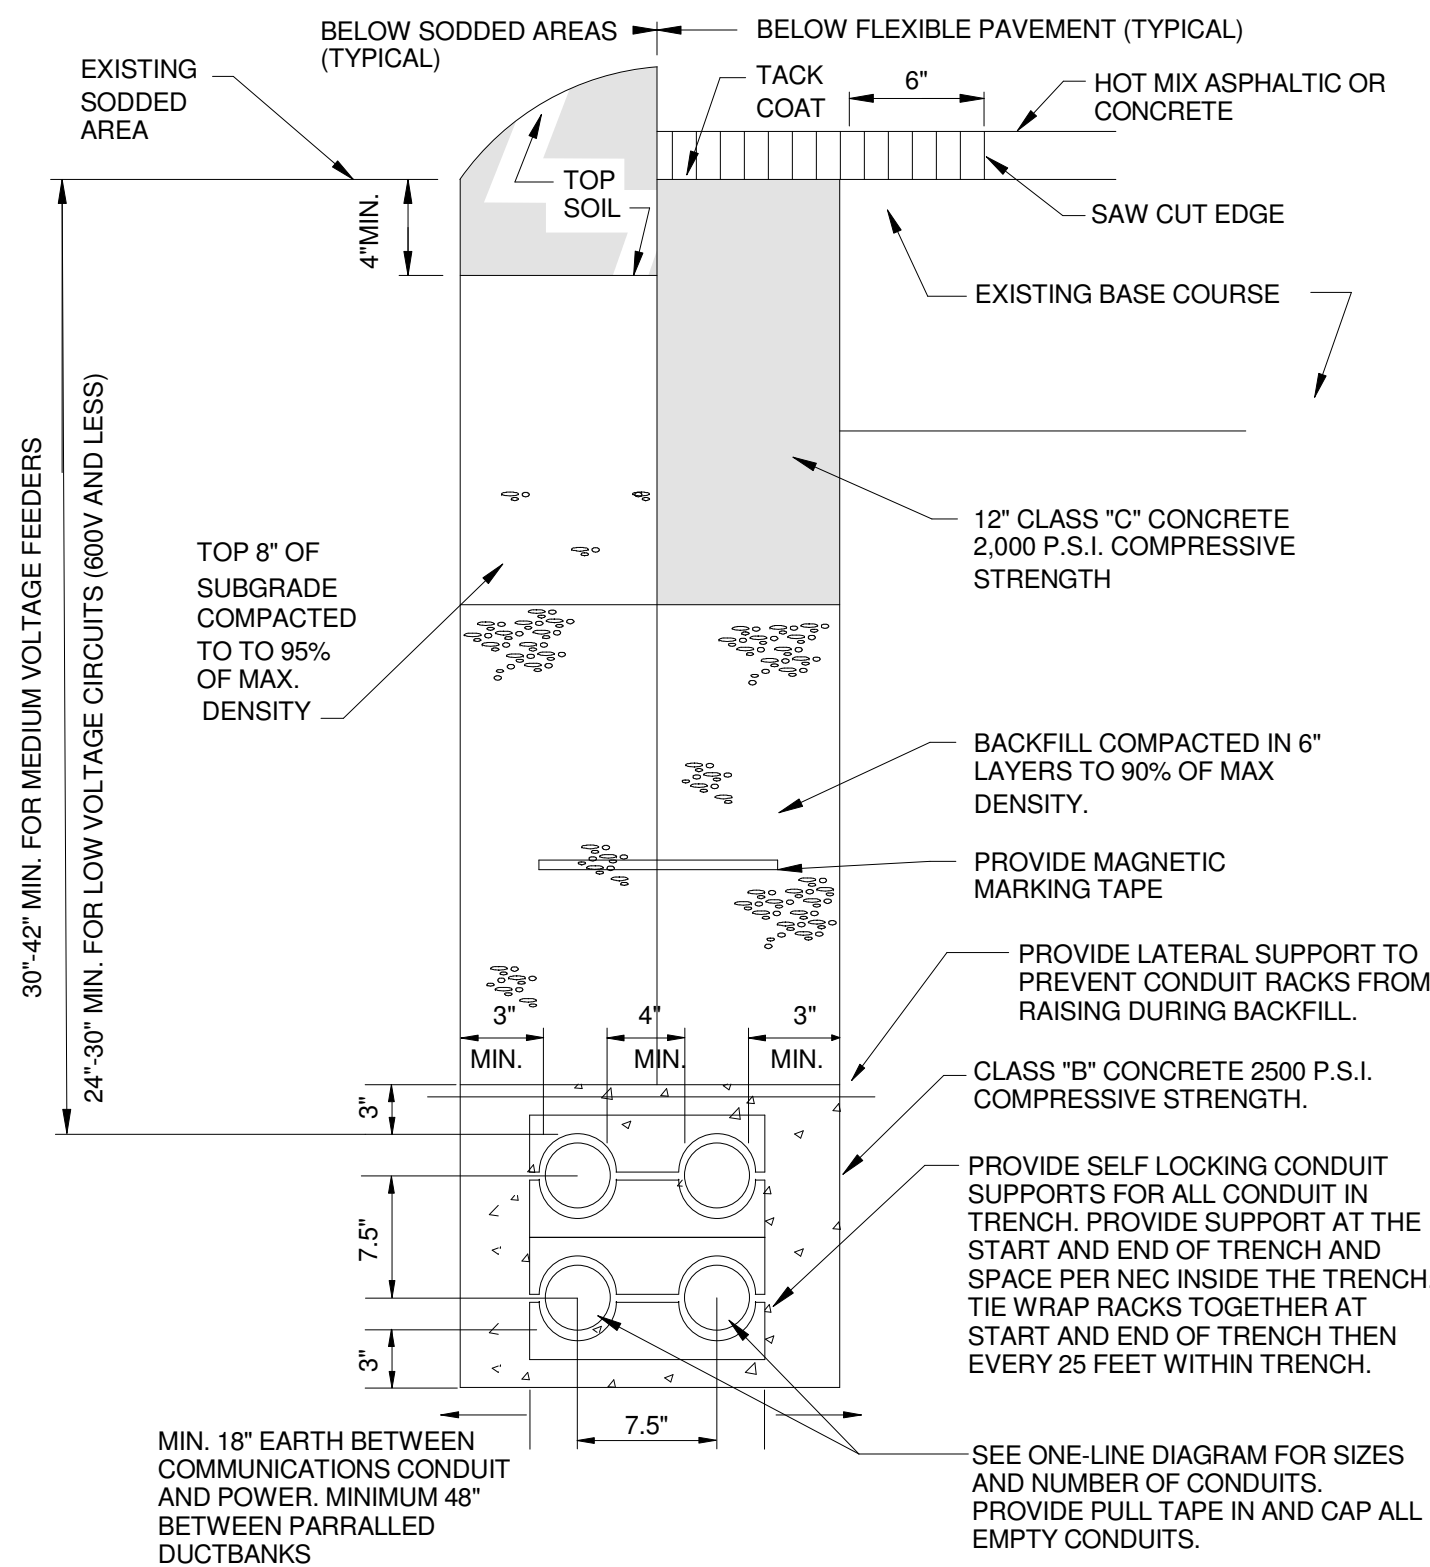 BELOW SODDED AREAS
(TYPICAL)
BELOW FLEXIBLE PAVEMENT (TYPICAL)
EXISTING
SODDED
AREA
TACK
COAT
6"
HOT MIX ASPHALTIC OR
CONCRETE
TOP
SOIL
4"MIN.
SAW CUT EDGE
EXISTING BASE COURSE
30"-42" MIN. FOR MEDIUM VOLTAGE FEEDERS
24"-30" MIN. FOR LOW VOLTAGE CIRCUITS (600V AND LESS)
12" CLASS "C" CONCRETE
2,000 P.S.I. COMPRESSIVE
STRENGTH
TOP 8" OF
SUBGRADE
COMPACTED
TO TO 95%
OF MAX.
DENSITY
BACKFILL COMPACTED IN 6"
LAYERS TO 90% OF MAX
DENSITY.
PROVIDE MAGNETIC
MARKING TAPE
PROVIDE LATERAL SUPPORT TO
PREVENT CONDUIT RACKS FROM
RAISING DURING BACKFILL.
3"
MIN.
4"
MIN.
3"
MIN.
CLASS "B" CONCRETE 2500 P.S.I.
COMPRESSIVE STRENGTH.
3"
7.5"
3"
PROVIDE SELF LOCKING CONDUIT
SUPPORTS FOR ALL CONDUIT IN
TRENCH. PROVIDE SUPPORT AT THE
START AND END OF TRENCH AND
SPACE PER NEC INSIDE THE TRENCH.
TIE WRAP RACKS TOGETHER AT
START AND END OF TRENCH THEN
EVERY 25 FEET WITHIN TRENCH.
7.5"
MIN. 18" EARTH BETWEEN
COMMUNICATIONS CONDUIT
AND POWER. MINIMUM 48"
BETWEEN PARRALLED
DUCTBANKS
SEE ONE-LINE DIAGRAM FOR SIZES
AND NUMBER OF CONDUITS.
PROVIDE PULL TAPE IN AND CAP ALL
EMPTY CONDUITS.